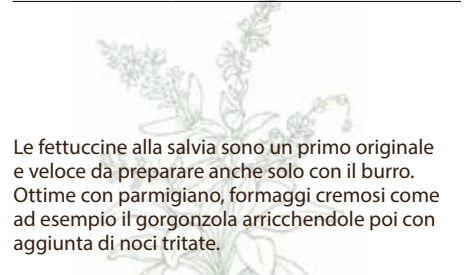 Le fettuccine alla salvia sono un primo originale
e veloce da preparare anche solo con il burro.
Ottime con parmigiano, formaggi cremosi come
ad esempio il gorgonzola arricchendole poi con
aggiunta di noci tritate.